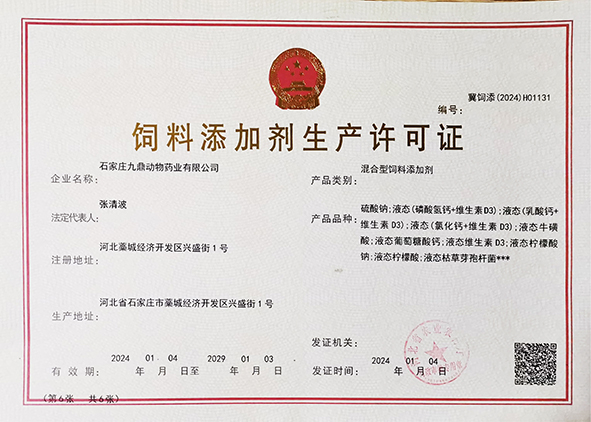 冀饲添(2024)H01131
编号：
饲料添加剂生产许可证
石家庄九鼎动物药业有限公司
企业名称：
张清波
法定代表人：
河北藁城经济开发区兴盛街1号
注册地址：
河北省石家庄市藁城经济开发区兴盛街1号
生产地址：
2024 01 04 2029 01 03
有效期： 年 月 日至 年 月 日
(第6张 共6张)
混合型饲料添加剂
产品类别：
硫酸钠;液态(磷酸氢钙+维生素D3);液态(乳酸钙+
产品品种：
维生素D3);液态(氯化钙+维生素D3);液态牛磺
酸;液态葡萄糖酸钙;液态维生素D3;液态柠檬酸
钠;液态柠檬酸;液态枯草芽孢杆菌***
发证机关：
2024 01 04
发证时间： 年 月 日